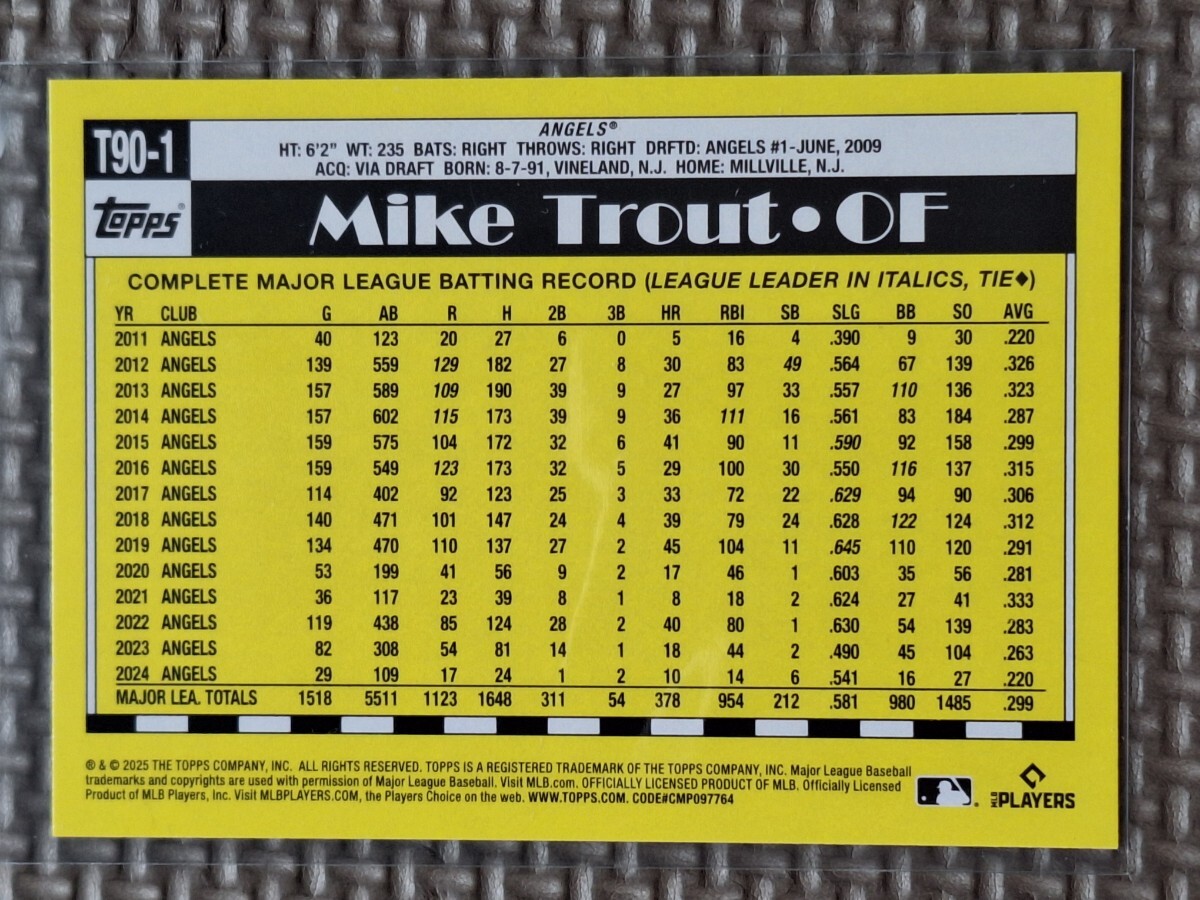 T90-1
ANGELS®
HT: 6'2" WT: 235 BATS: RIGHT THROWS: RIGHT DRFTD: ANGELS #1-JUNE, 2009
ACQ: VIA DRAFT BORN: 8-7-91, VINELAND, N.J. HOME: MILLVILLE, N.J.
topps®
Mike Trout • OF
COMPLETE MAJOR LEAGUE BATTING RECORD (LEAGUE LEADER IN ITALICS, TIE◆)
YR CLUB G AB R H 2B 3B HR RBI SB SLG BB SO AVG
2011 ANGELS 40 123 20 27 6 0 5 16 4 .390 9 30 .220
2012 ANGELS 139 559 129 182 27 8 30 83 49 .564 67 139 .326
2013 ANGELS 157 589 109 190 39 9 27 97 33 .557 110 136 .323
2014 ANGELS 157 602 115 173 39 9 36 111 16 .561 83 184 .287
2015 ANGELS 159 575 104 172 32 6 41 90 11 .590 92 158 .299
2016 ANGELS 159 549 123 173 32 5 29 100 30 .550 116 137 .315
2017 ANGELS 114 402 92 123 25 3 33 72 22 .629 94 90 .306
2018 ANGELS 140 471 101 147 24 4 39 79 24 .628 122 124 .312
2019 ANGELS 134 470 110 137 27 2 45 104 11 .645 110 120 .291
2020 ANGELS 53 199 41 56 9 2 17 46 1 .603 35 56 .281
2021 ANGELS 36 117 23 39 8 1 8 18 2 .624 27 41 .333
2022 ANGELS 119 438 85 124 28 2 40 80 1 .630 54 139 .283
2023 ANGELS 82 308 54 81 14 1 18 44 2 .490 45 104 .263
2024 ANGELS 29 109 17 24 1 2 10 14 6 .541 16 27 .220
MAJOR LEA. TOTALS 1518 5511 1123 1648 311 54 378 954 212 .581 980 1485 .299
® & © 2025 THE TOPPS COMPANY, INC. ALL RIGHTS RESERVED. TOPPS IS A REGISTERED TRADEMARK OF THE TOPPS COMPANY, INC. Major League Baseball
trademarks and copyrights are used with permission of Major League Baseball. Visit MLB.com. OFFICIALLY LICENSED PRODUCT OF MLB. Officially Licensed
Product of MLB Players, Inc. Visit MLBPLAYERS.COM, the Players Choice on the web. WWW.TOPPS.COM. CODE#CMP097764
MLB PLAYERS